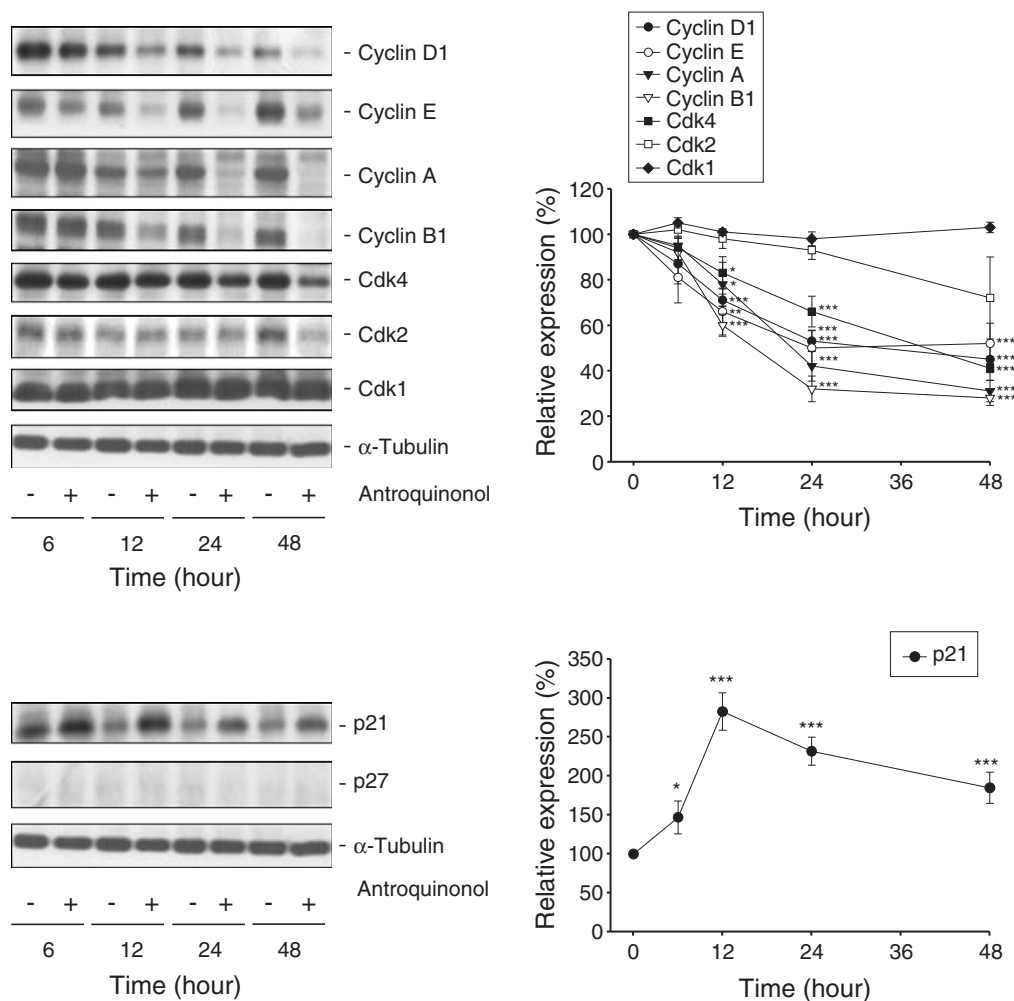 - Cyclin D1
- Cyclin E
- Cyclin A
- Cyclin B1
- Cdk4
- Cdk2
- Cdk1
- α-Tubulin
- + - + - + - + Antroquinonol
6 12 24 48
Time (hour)
Cyclin D1
Cyclin E
Cyclin A
Cyclin B1
Cdk4
Cdk2
Cdk1
Relative expression (%)
120
100
80
60
40
20
0
*
*
***
**
***
***
***
***
***
***
***
***
***
***
***
0 12 24 36 48
Time (hour)
- p21
- p27
- α-Tubulin
- + - + - + - + Antroquinonol
6 12 24 48
Time (hour)
p21
Relative expression (%)
350
300
250
200
150
100
50
0
*
***
***
***
0 12 24 36 48
Time (hour)